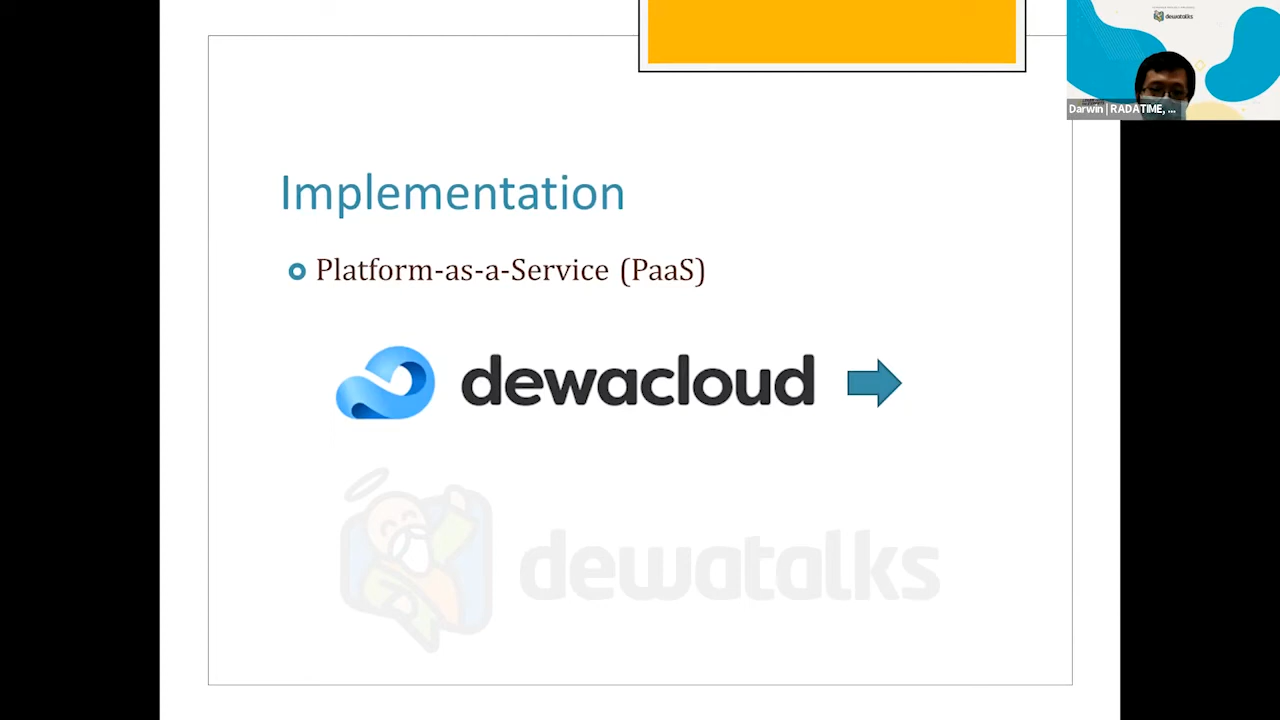 dewatalks
Darwin | RADATIME, ...
Implementation
Platform-as-a-Service (PaaS)
dewacloud
dewatalks